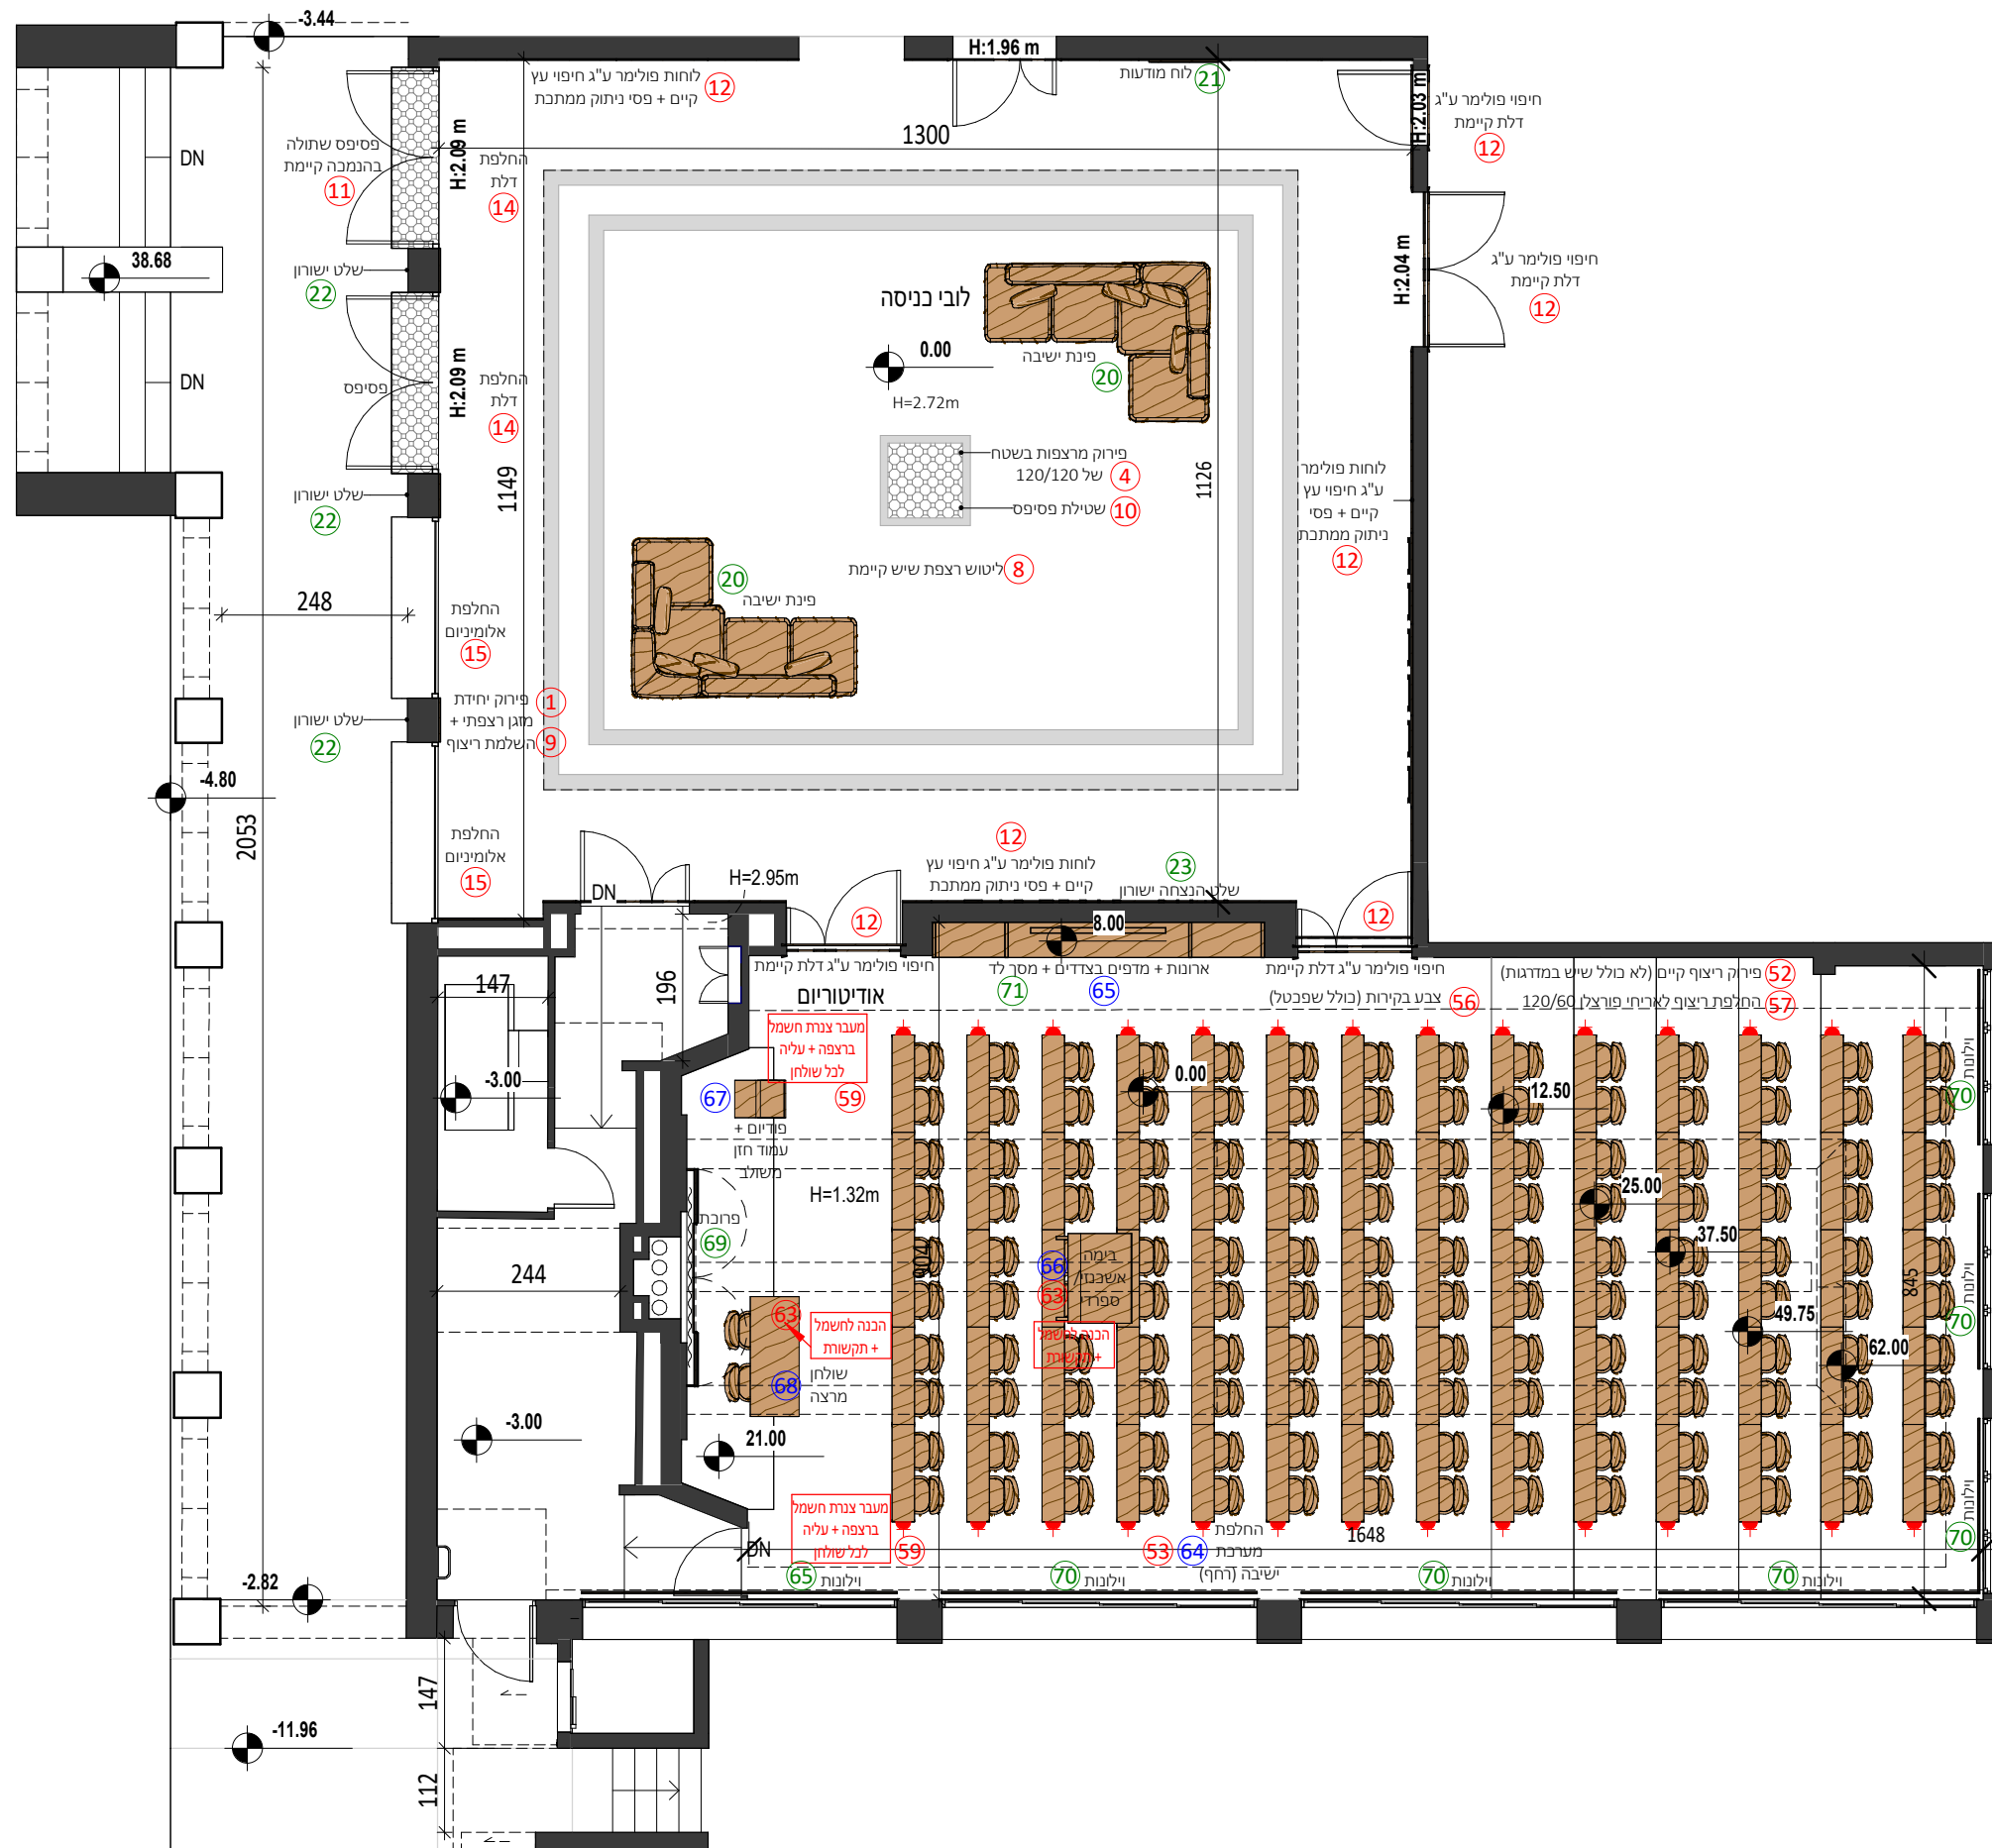 -3.44
H:1.96 m
לוחות פולימר ע"ג חיפוי עץ
קיים + פסי ניתוק ממתכת
12
לוח מודעות
21
H:2.03 m
חיפוי פולימר ע"ג
דלת קיימת
12
1300
DN
פסיפס שתולה
בהנמכה קיימת
11
H:2.09 m
החלפת
דלת
14
38.68
שלט ישורון
22
לובי כניסה
0.00
H=2.72m
פינת ישיבה
20
H:2.04 m
חיפוי פולימר ע"ג
דלת קיימת
12
DN
פסיפס
H:2.09 m
החלפת
דלת
14
1149
1126
פירוק מרצפות בשטח
של 120/120
4
שטילת פסיפס
10
לוחות פולימר
ע"ג חיפוי עץ
קיים + פסי
ניתוק ממתכת
12
שלט ישורון
22
ליטוש רצפת שיש קיימת
8
20
פינת ישיבה
248
החלפת
אלומיניום
15
פירוק יחידת
מזגן רצפתי +
השלמת ריצוף
1
9
שלט ישורון
22
-4.80
2053
החלפת
אלומיניום
15
12
לוחות פולימר ע"ג חיפוי עץ
קיים + פסי ניתוק ממתכת
23
שלט הנצחה ישורון
H=2.95m
DN
12
8.00
12
חיפוי פולימר ע"ג דלת קיימת
ארונות + מדפים בצדדים + מסך לד
71
65
חיפוי פולימר ע"ג דלת קיימת
פירוק ריצוף קיים (לא כולל שיש במדרגות)
52
צבע בקירות (כולל שפכטל)
56
החלפת ריצוף לאריחי פורצלן 120/60
57
147
196
אודיטוריום
מעבר צנרת חשמל
ברצפה + עליה
לכל שולחן
59
-3.00
67
פודיום +
עמוד חזן
משולב
H=1.32m
0.00
12.50
25.00
37.50
49.75
62.00
וילונות
70
פרוכת
69
244
904
66
63
בימה
אשכנזי/
ספרדי
הכנה לחשמל
+ תקשורת
845
וילונות
70
63
הכנה לחשמל
+ תקשורת
שולחן
מרצה
68
-3.00
21.00
וילונות
70
מעבר צנרת חשמל
ברצפה + עליה
לכל שולחן
59
DN
53
64
החלפת
מערכת
ישיבה (רחף)
1648
65
וילונות
70
וילונות
70
וילונות
70
וילונות
-2.82
147
-11.96
112